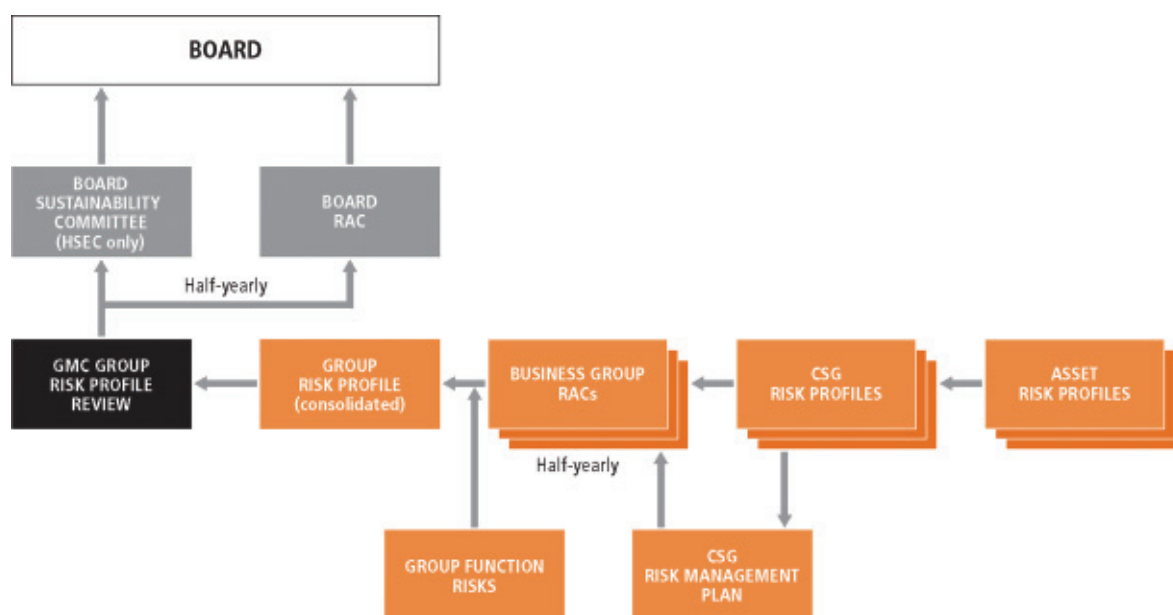 BOARD
BOARD
SUSTAINABILITY
COMMITTEE
(HSEC only)
BOARD
RAC
Half-yearly
GMC GROUP
RISK PROFILE
REVIEW
GROUP
RISK PROFILE
(consolidated)
BUSINESS GROUP
RACs
CSG
RISK PROFILES
ASSET
RISK PROFILES
Half-yearly
GROUP FUNCTION
RISKS
CSG
RISK MANAGEMENT
PLAN